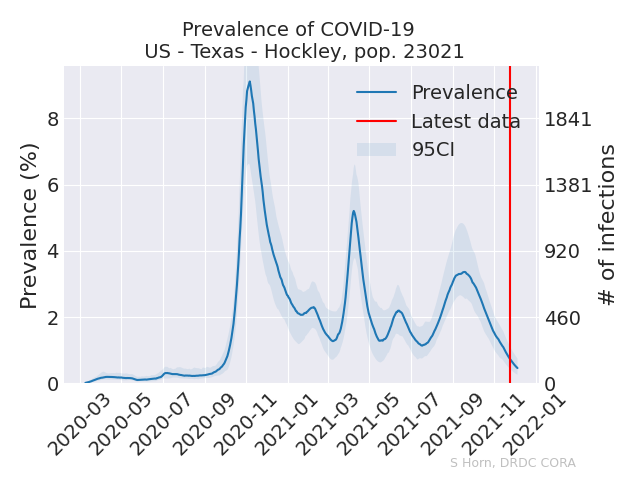 Prevalence of COVID-19
US - Texas - Hockley, pop. 23021
Prevalence (%)
8
6
4
2
0
Prevalence
Latest data
95CI
1841
1381
920
460
0
# of infections
2020-03
2020-05
2020-07
2020-09
2020-11
2021-01
2021-03
2021-05
2021-07
2021-09
2021-11
2022-01
S Horn, DRDC CORA